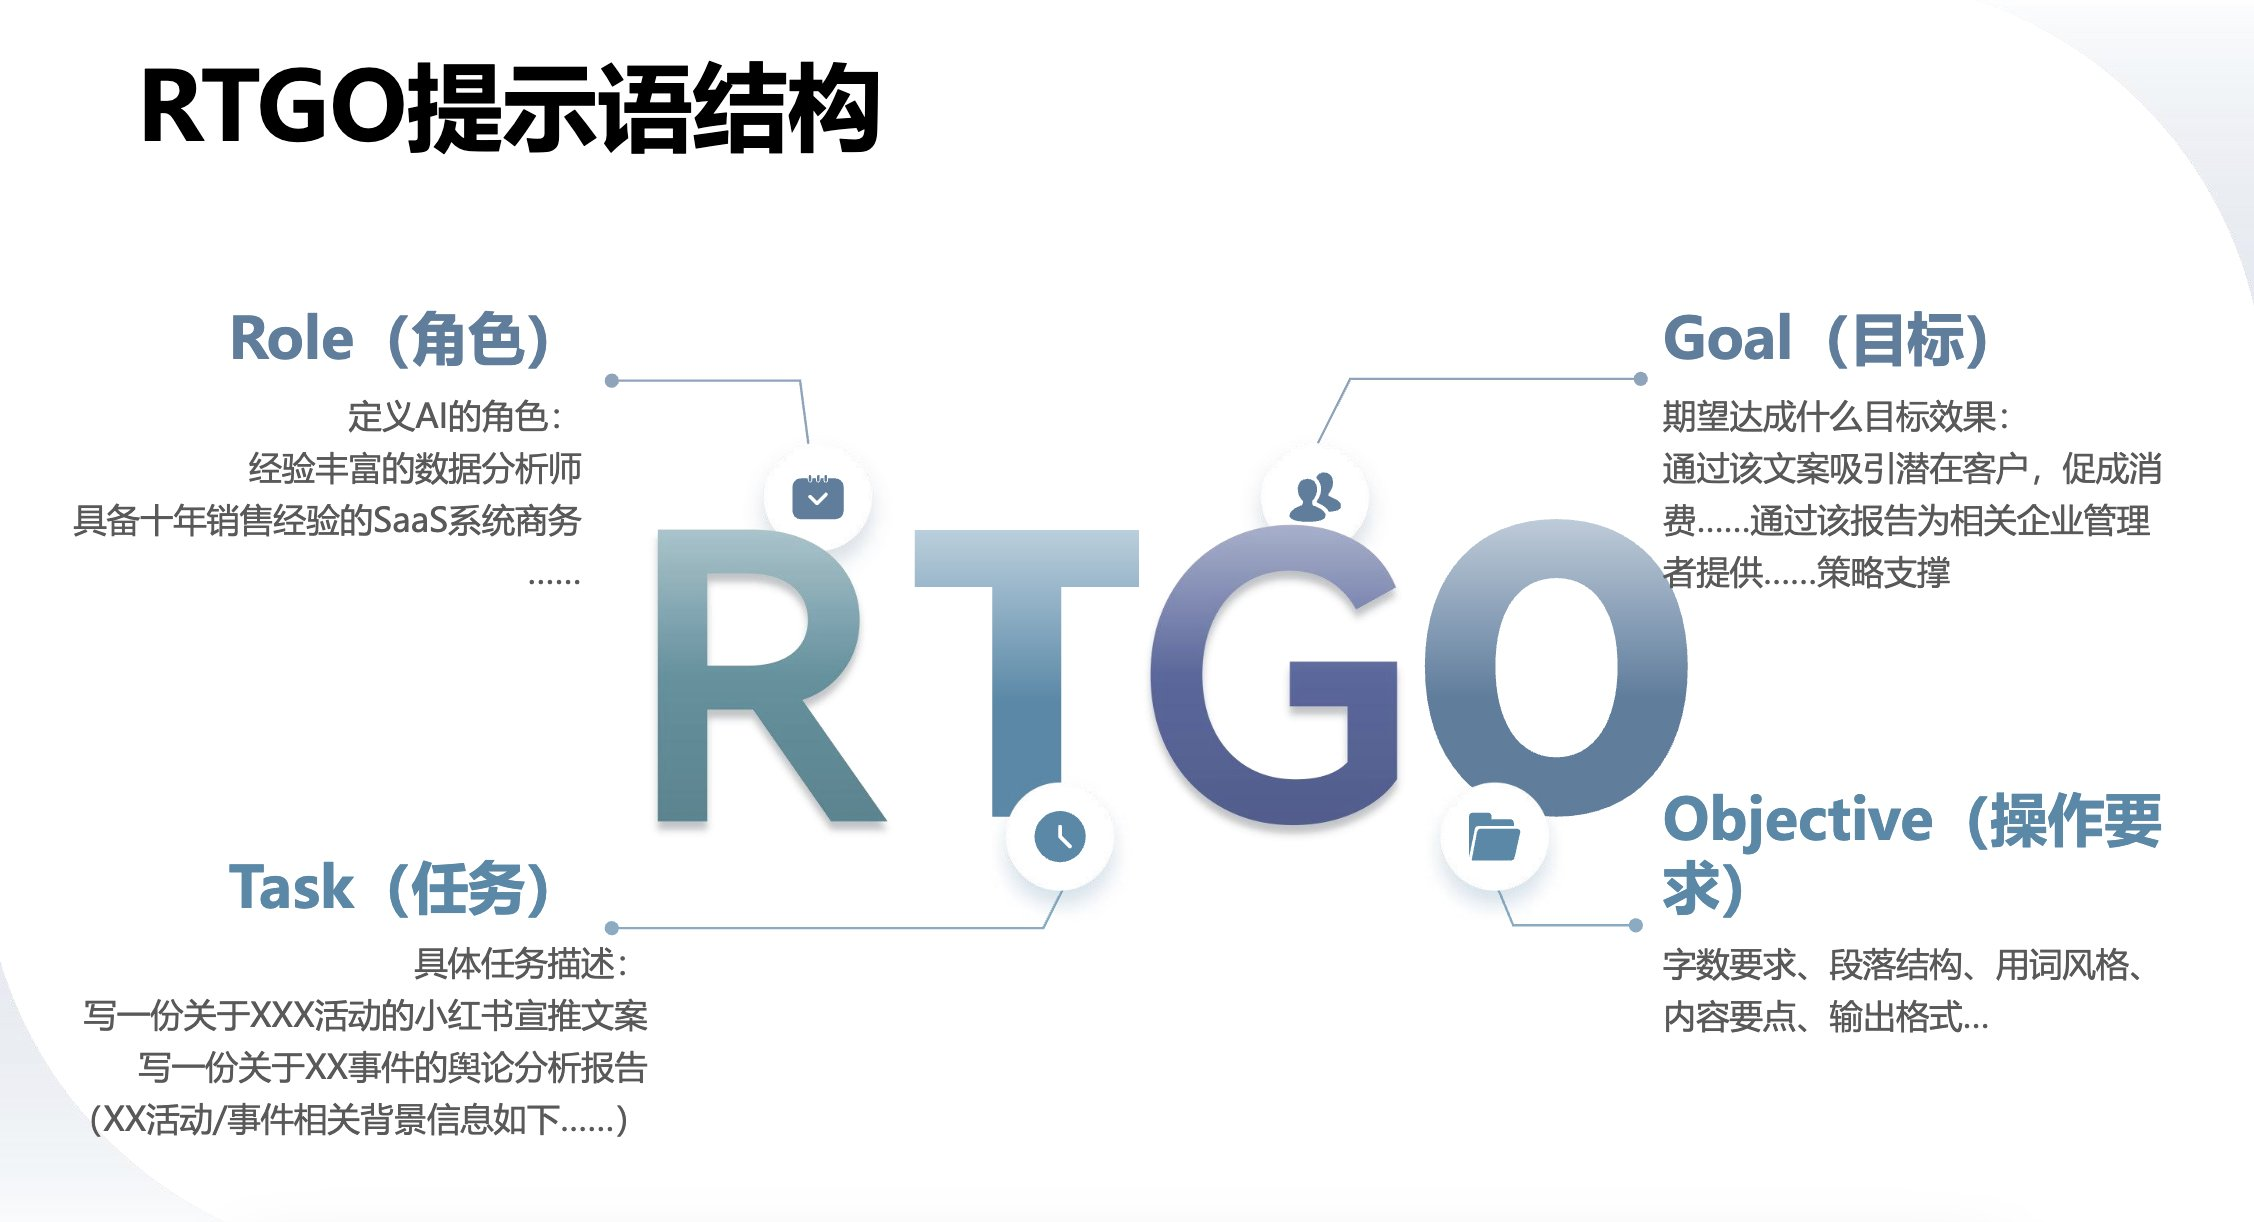 RTGO提示语结构
Role（角色）
定义AI的角色：
经验丰富的数据分析师
具备十年销售经验的SaaS系统商务
……
Goal（目标）
期望达成什么目标效果：
通过该文案吸引潜在客户，促成消
费……通过该报告为相关企业管理
者提供……策略支撑
RTGO
Task（任务）
具体任务描述：
写一份关于XXX活动的小红书宣推文案
写一份关于XX事件的舆论分析报告
（XX活动/事件相关背景信息如下……）
Objective（操作要
求）
字数要求、段落结构、用词风格、
内容要点、输出格式...